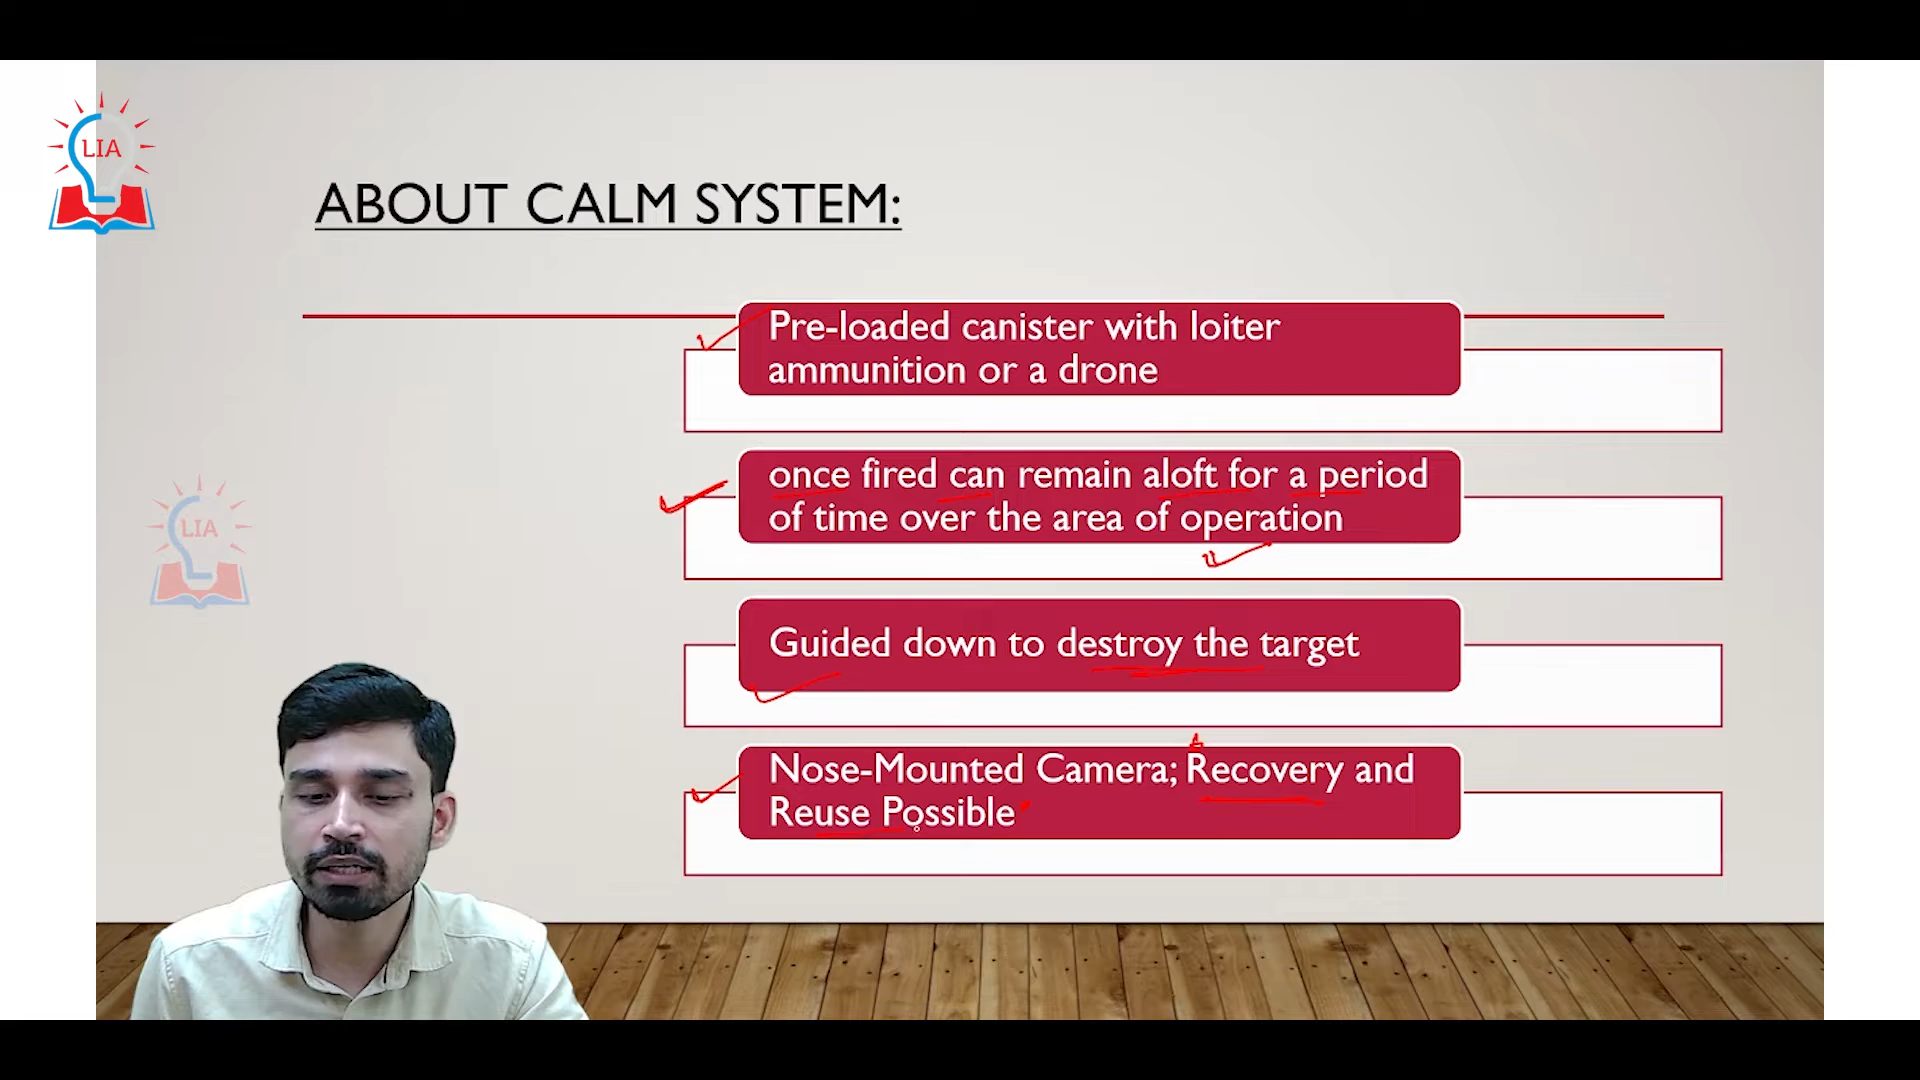 LIA
ABOUT CALM SYSTEM:
Pre-loaded canister with loiter
ammunition or a drone
once fired can remain aloft for a period
of time over the area of operation
LIA
Guided down to destroy the target
Nose-Mounted Camera; Recovery and
Reuse Possible